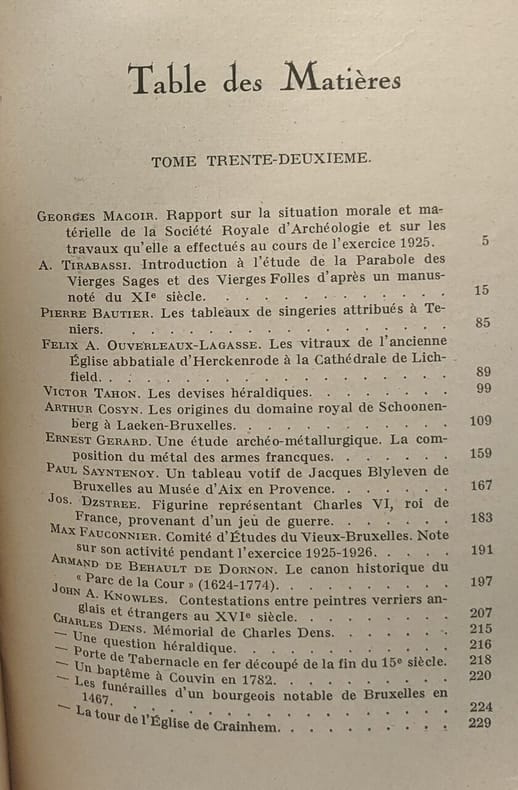 Table des Matières
TOME TRENTE-DEUXIEME.
GEORGES MACOIR. Rapport sur la situation morale et ma-
térielle de la Société Royale d'Archéologie et sur les
travaux qu'elle a effectués au cours de l'exercice 1925. 5
A. TIRABASSI. Introduction à l'étude de la Parabole des
Vierges Sages et des Vierges Folles d'après un manus-
noté du XIe siècle. . . . . . . . . . . . 15
PIERRE BAUTIER. Les tableaux de singeries attribués à Te-
niers. . . . . . . . . . . . . . . . . . 85
FELIX A. OUVERLEAUX-LAGASSE. Les vitraux de l'ancienne
Église abbatiale d'Herckenrode à la Cathédrale de Lich-
field. . . . . . . . . . . . . . . . . . 89
VICTOR TAHON. Les devises héraldiques. . . . . . . 99
ARTHUR COSYN. Les origines du domaine royal de Schoonen-
berg à Laeken-Bruxelles. . . . . . . . . . . 109
ERNEST GERARD. Une étude archéo-métallurgique. La com-
position du métal des armes francques. . . . . . 159
PAUL SAYNTENOY. Un tableau votif de Jacques Blyleven de
Bruxelles au Musée d'Aix en Provence. . . . . . 167
JOS. DZSTREE. Figurine représentant Charles VI, roi de
France, provenant d'un jeu de guerre. . . . . . 183
MAX FAUCONNIER. Comité d'Études du Vieux-Bruxelles. Note
sur son activité pendant l'exercice 1925-1926. . . . . 191
ARMAND DE BEHAULT DE DORNON. Le canon historique du
« Parc de la Cour » (1624-1774). . . . . . . . . 197
JOHN A. KNOWLES. Contestations entre peintres verriers an-
glais et étrangers au XVIe siècle. . . . . . . . 207
CHARLES DENS. Mémorial de Charles Dens. . . . . . 215
— Une question héraldique. . . . . . . . . . . 216
— Porte de Tabernacle en fer découpé de la fin du 15e siècle. 218
— Un baptême à Couvin en 1782. . . . . . . . . 220
— Les funérailles d'un bourgeois notable de Bruxelles en
1467. . . . . . . . . . . . . . . . . . 224
— La tour de l'Église de Crainhem. . . . . . . . . 229